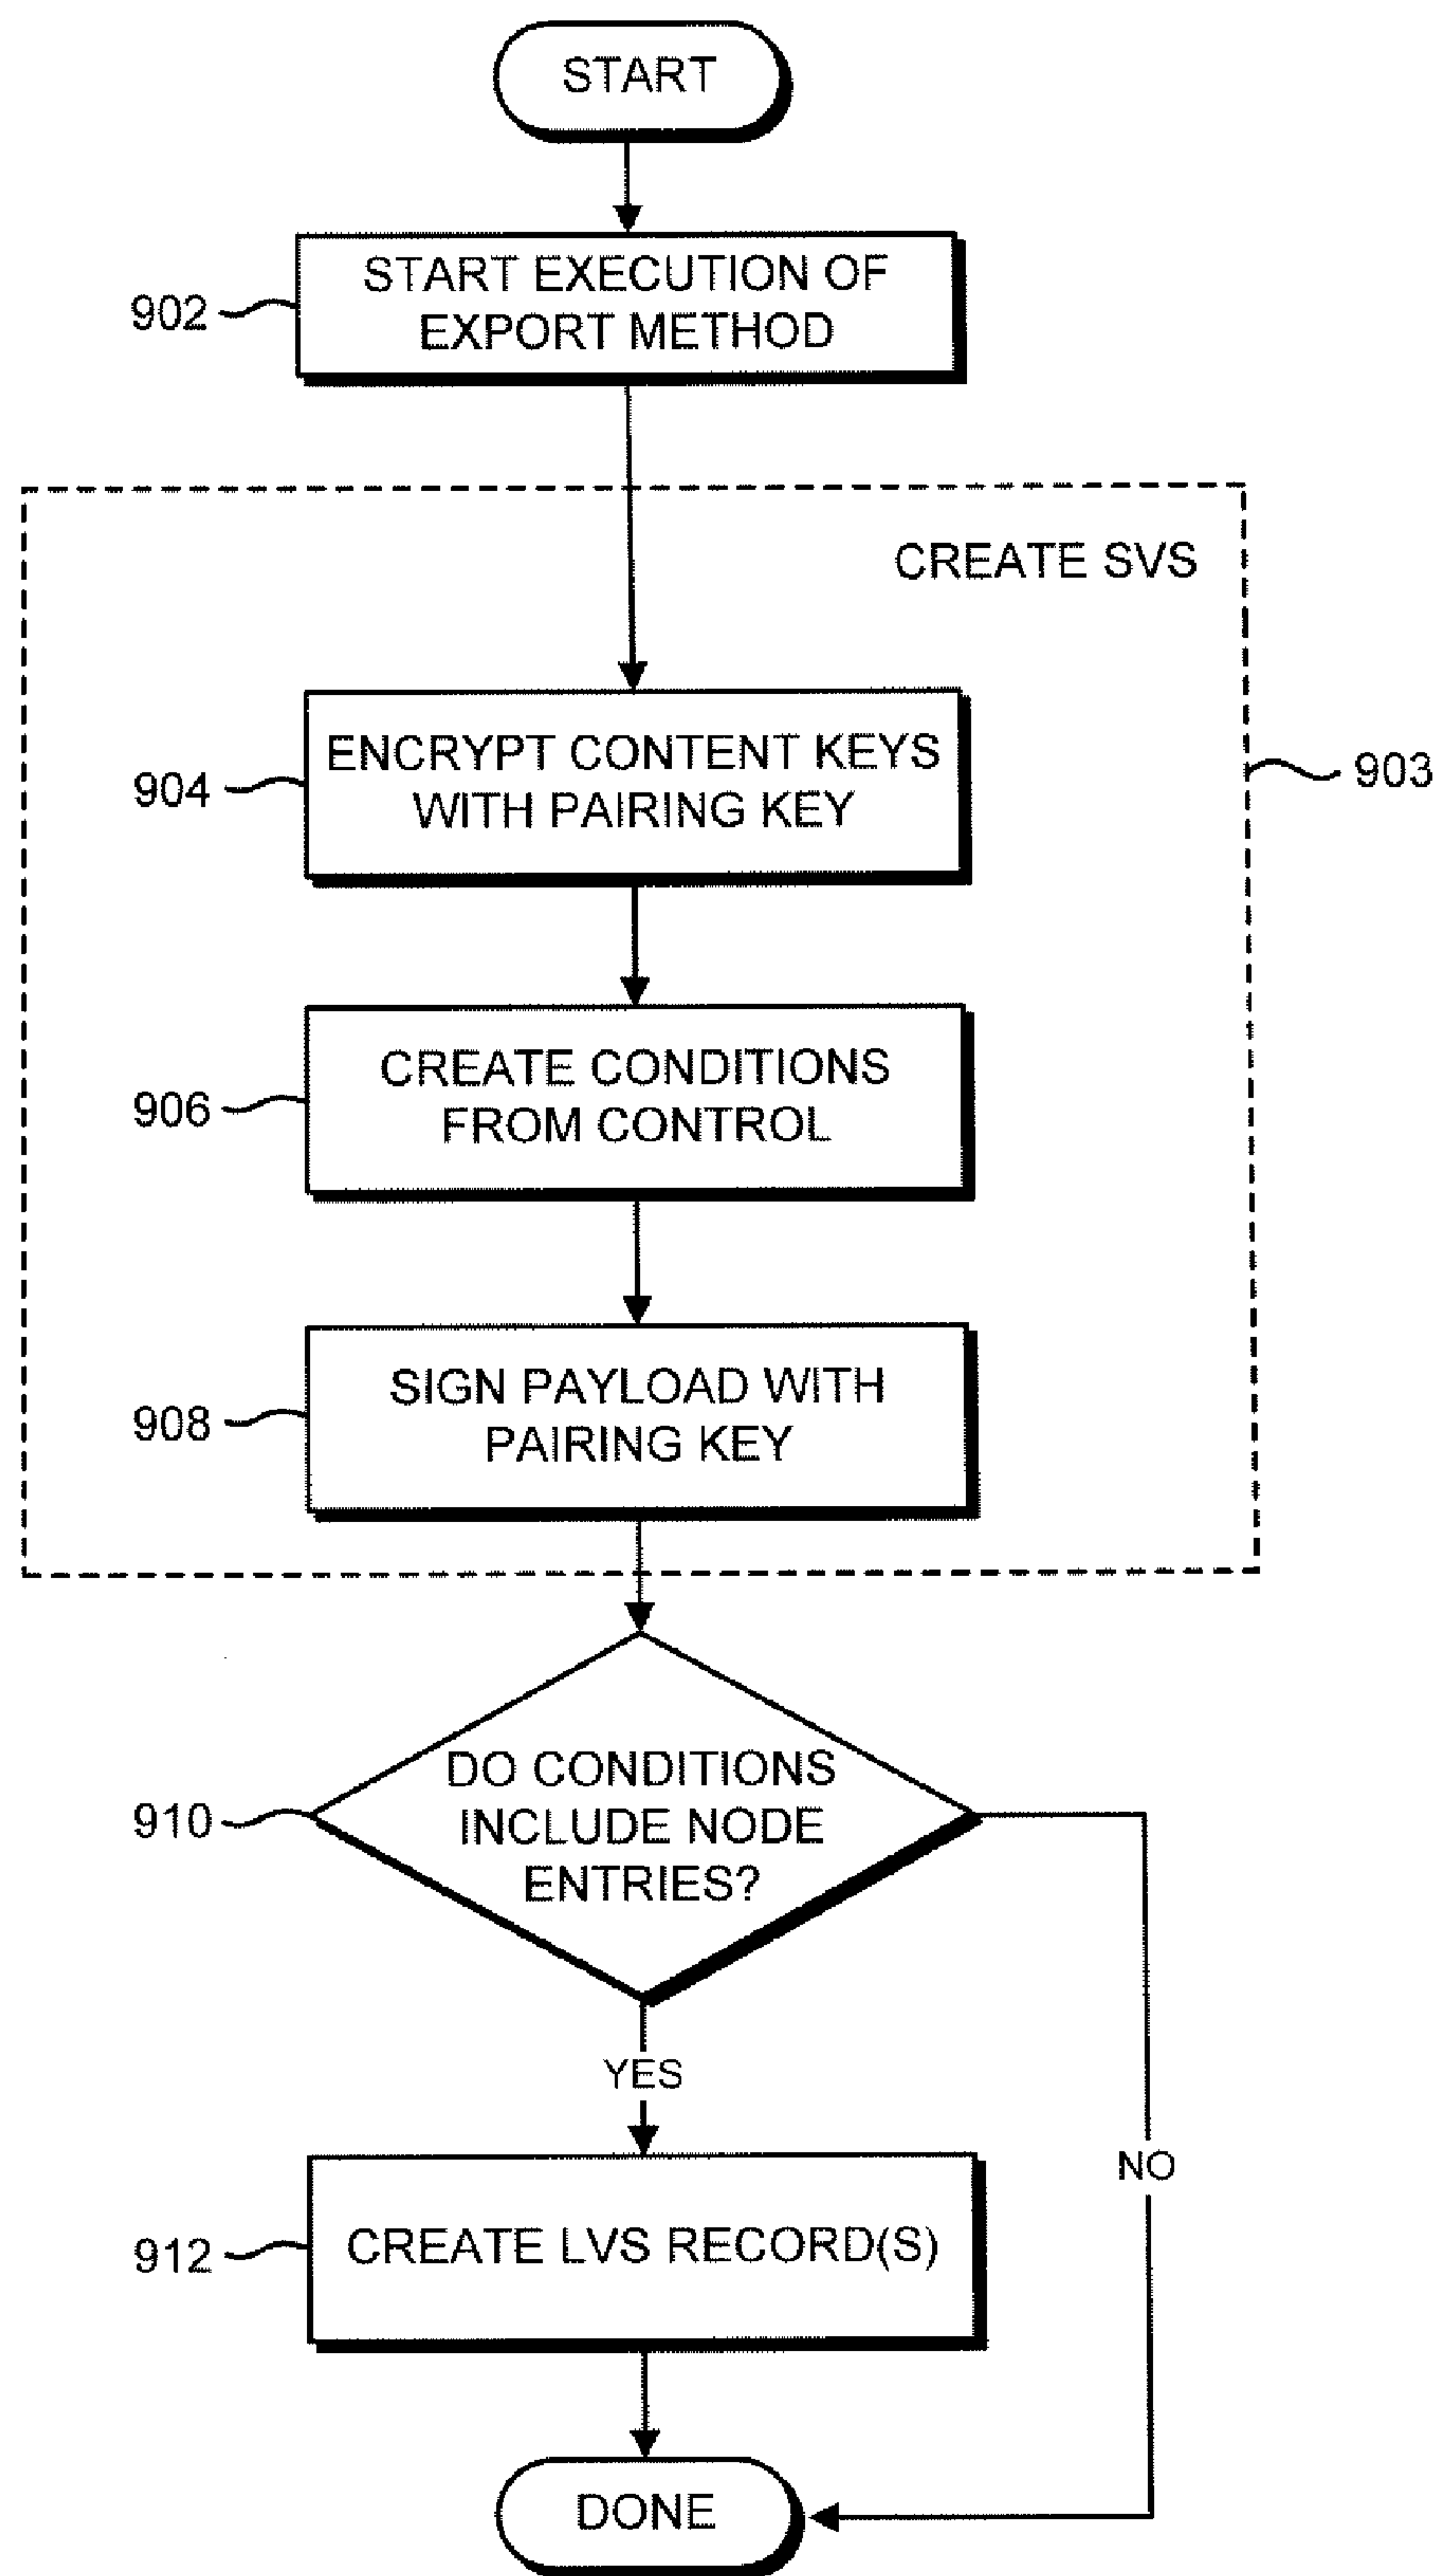 START
START EXECUTION OF
EXPORT METHOD
902
CREATE SVS
ENCRYPT CONTENT KEYS
WITH PAIRING KEY
904
903
CREATE CONDITIONS
FROM CONTROL
906
SIGN PAYLOAD WITH
PAIRING KEY
908
DO CONDITIONS
INCLUDE NODE
ENTRIES?
910
YES
NO
CREATE LVS RECORD(S)
912
DONE